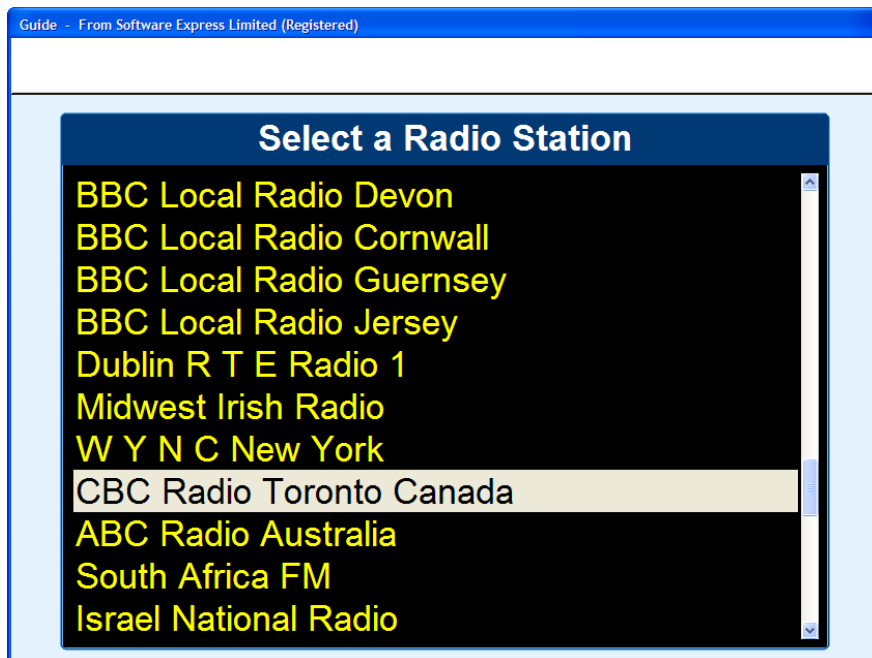 Guide - From Software Express Limited (Registered)
Select a Radio Station
BBC Local Radio Devon
BBC Local Radio Cornwall
BBC Local Radio Guernsey
BBC Local Radio Jersey
Dublin R T E Radio 1
Midwest Irish Radio
W Y N C New York
CBC Radio Toronto Canada
ABC Radio Australia
South Africa FM
Israel National Radio